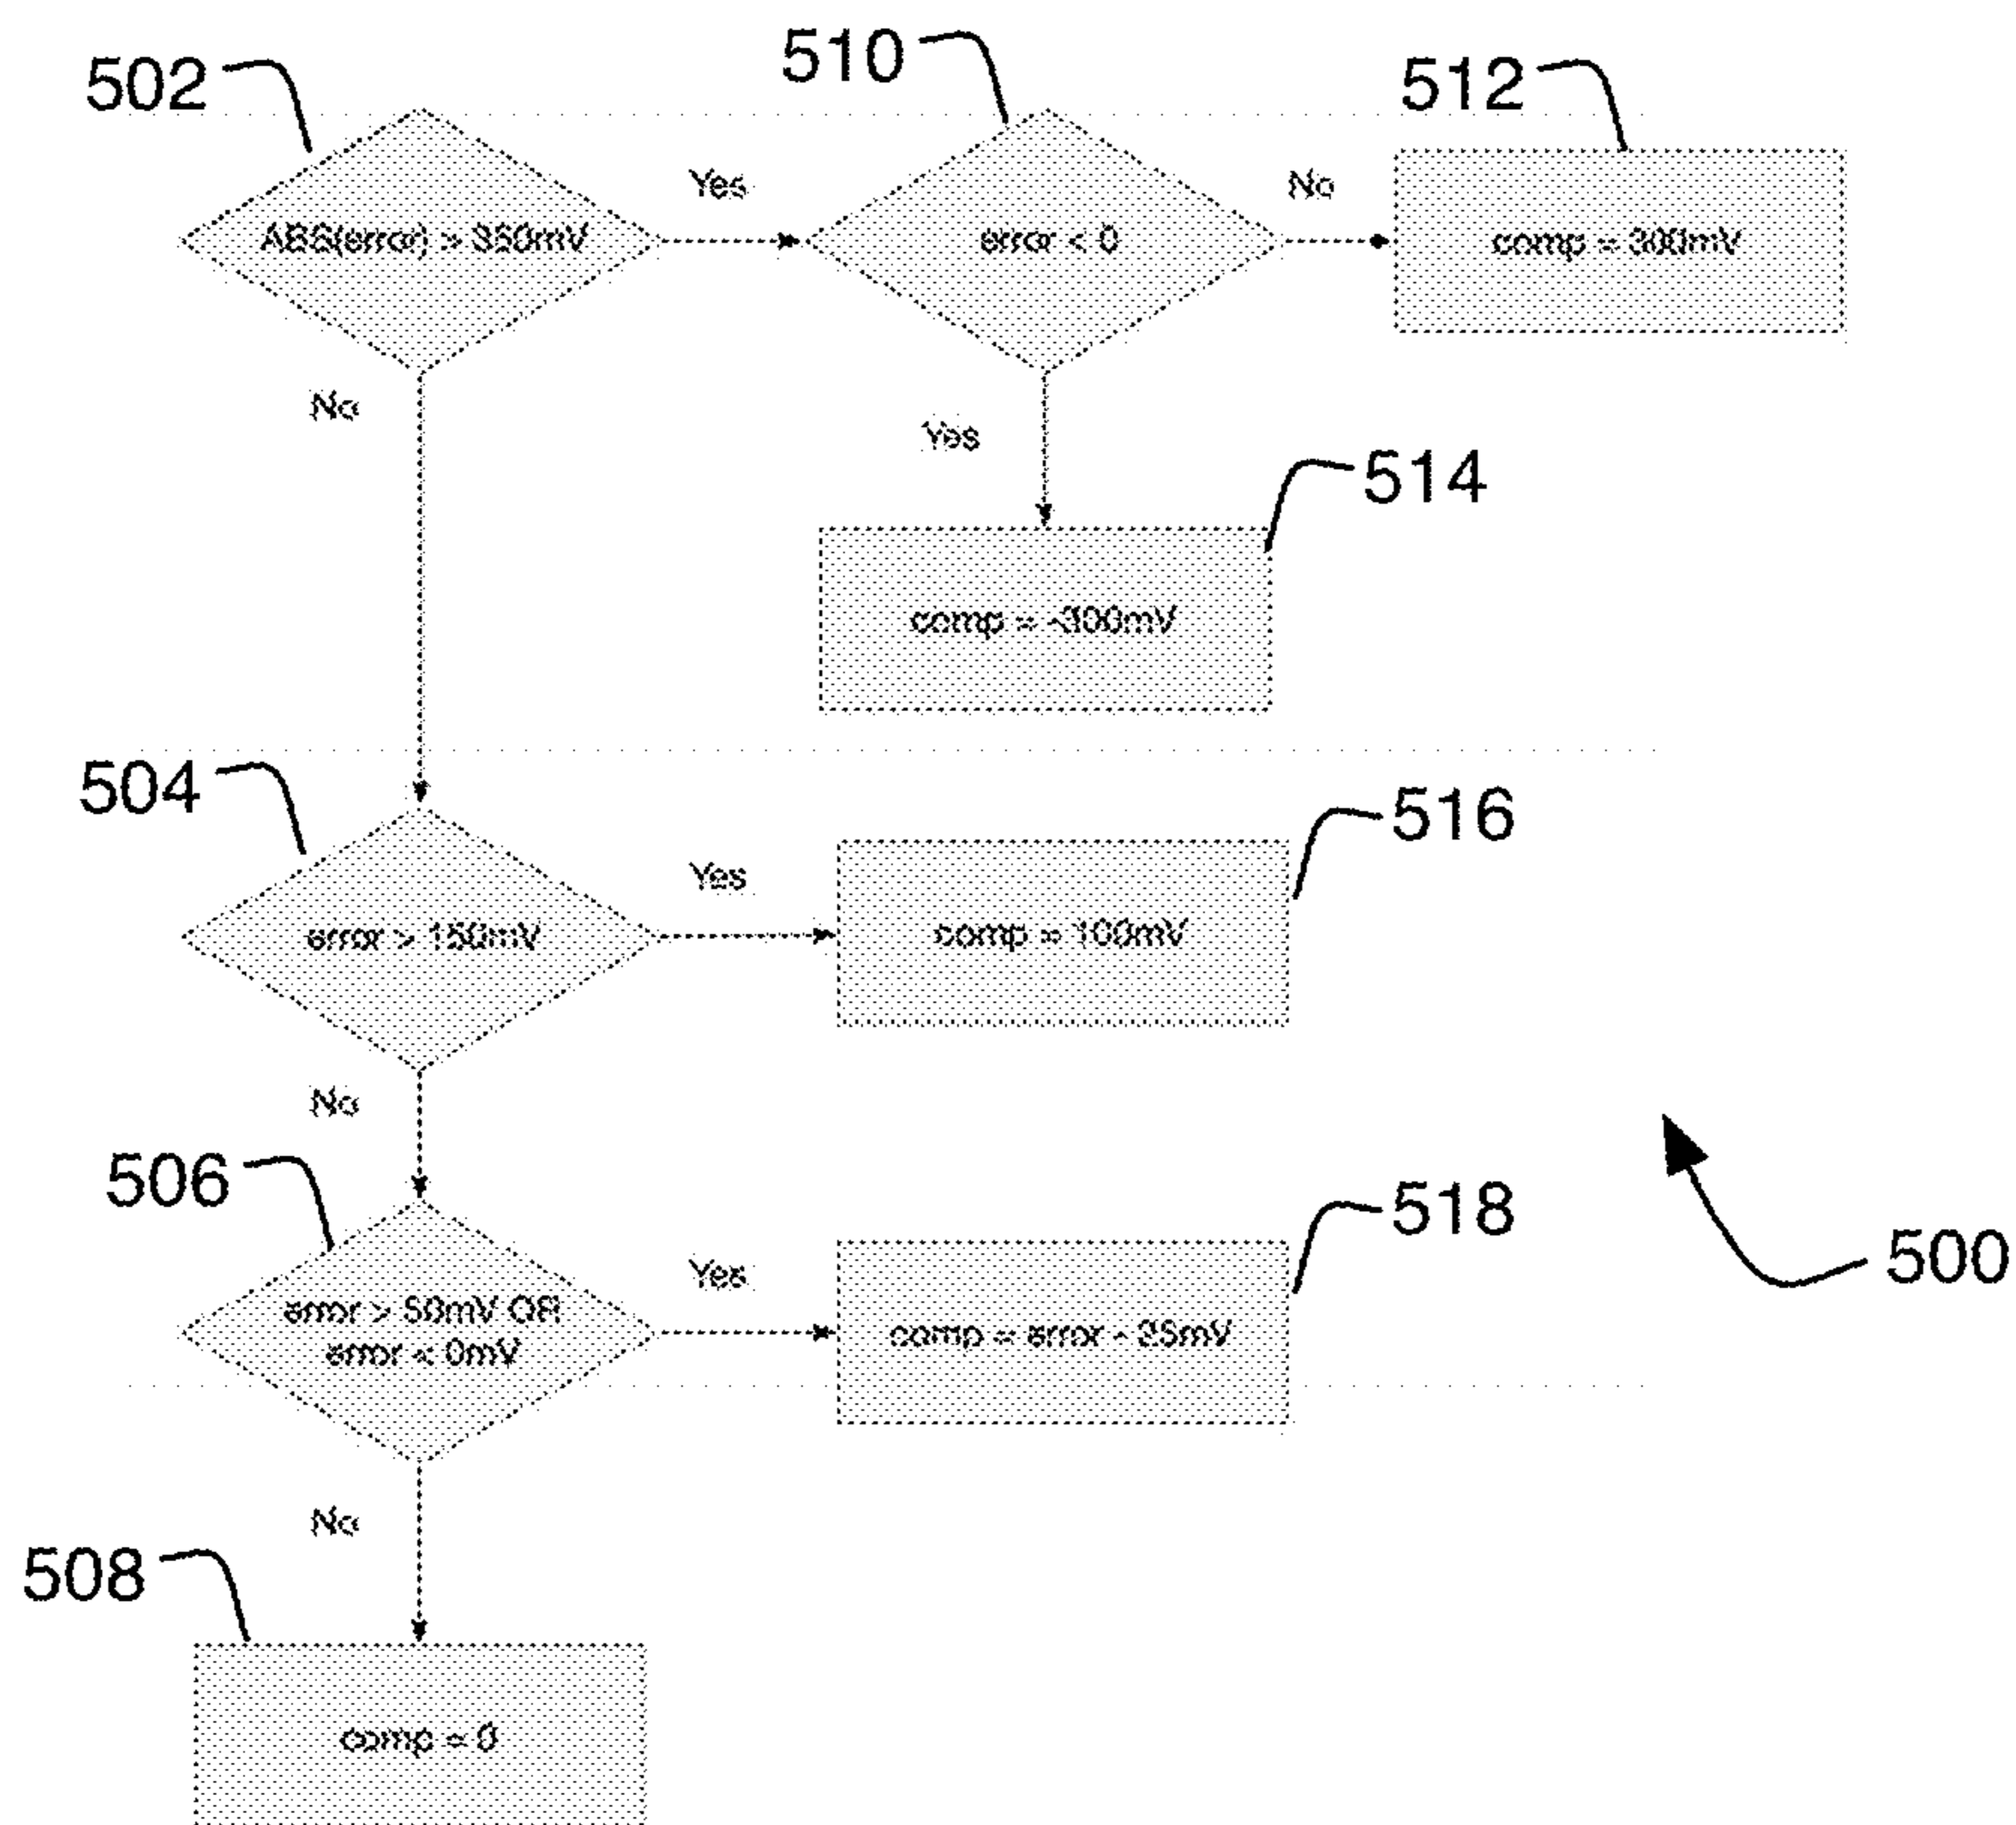 502
510
512
ABS(error) > 350mV
Yes
error < 0
No
comp = 300mV
No
Yes
514
comp = -300mV
504
516
error > 150mV
Yes
comp = 100mV
No
506
518
error > 50mV OR
error < 0mV
Yes
comp = error - 25mV
500
No
508
comp = 0